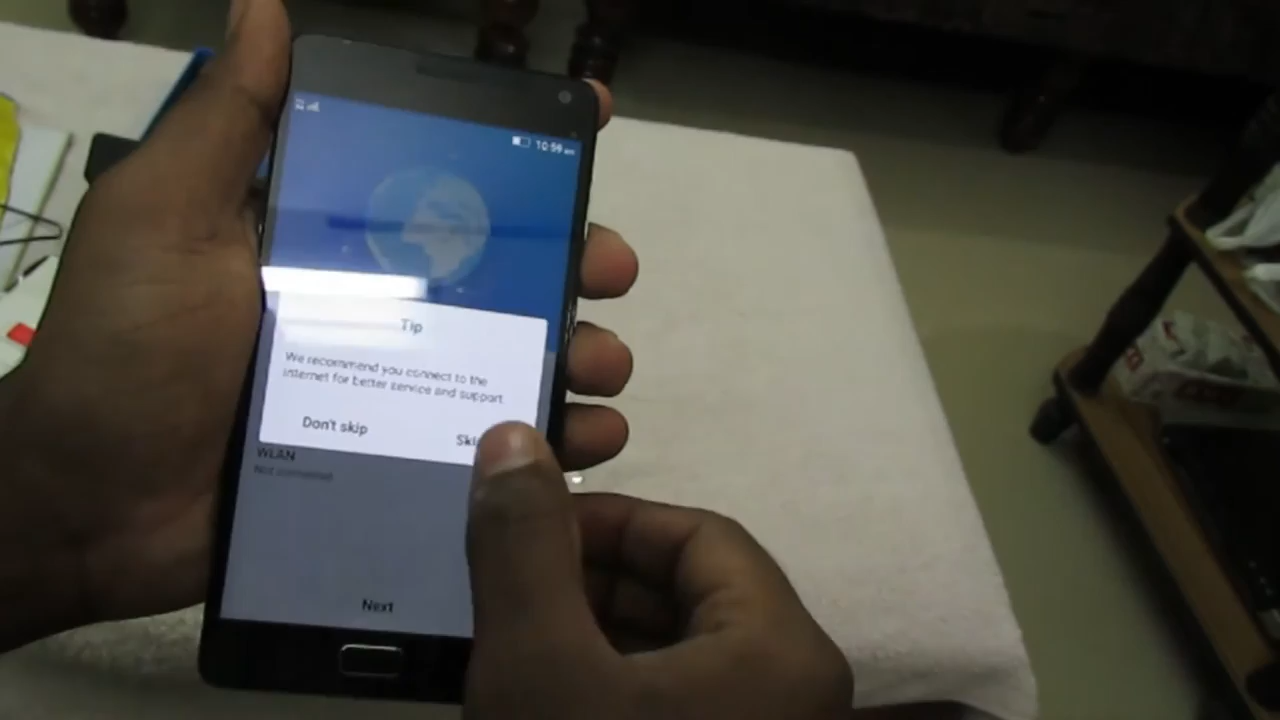 10:59 am
Tip
We recommend you connect to the
internet for better service and support.
Don't skip
WLAN
Not connected
Next